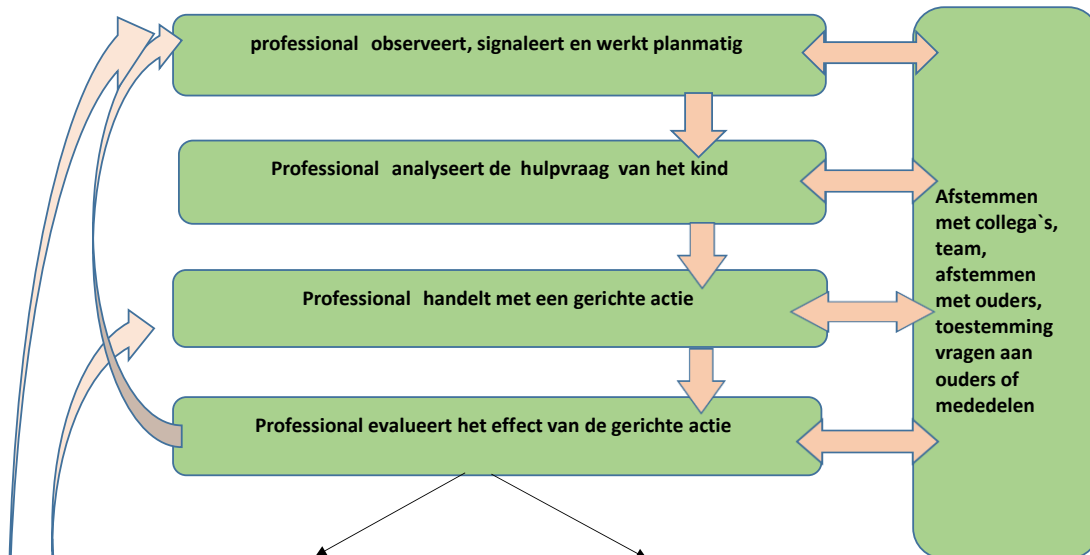 professional observeert, signaleert en werkt planmatig
Professional analyseert de hulpvraag van het kind
Professional handelt met een gerichte actie
Professional evalueert het effect van de gerichte actie
Afstemmen
met collega`s,
team,
afstemmen
met ouders,
toestemming
vragen aan
ouders of
mededelen